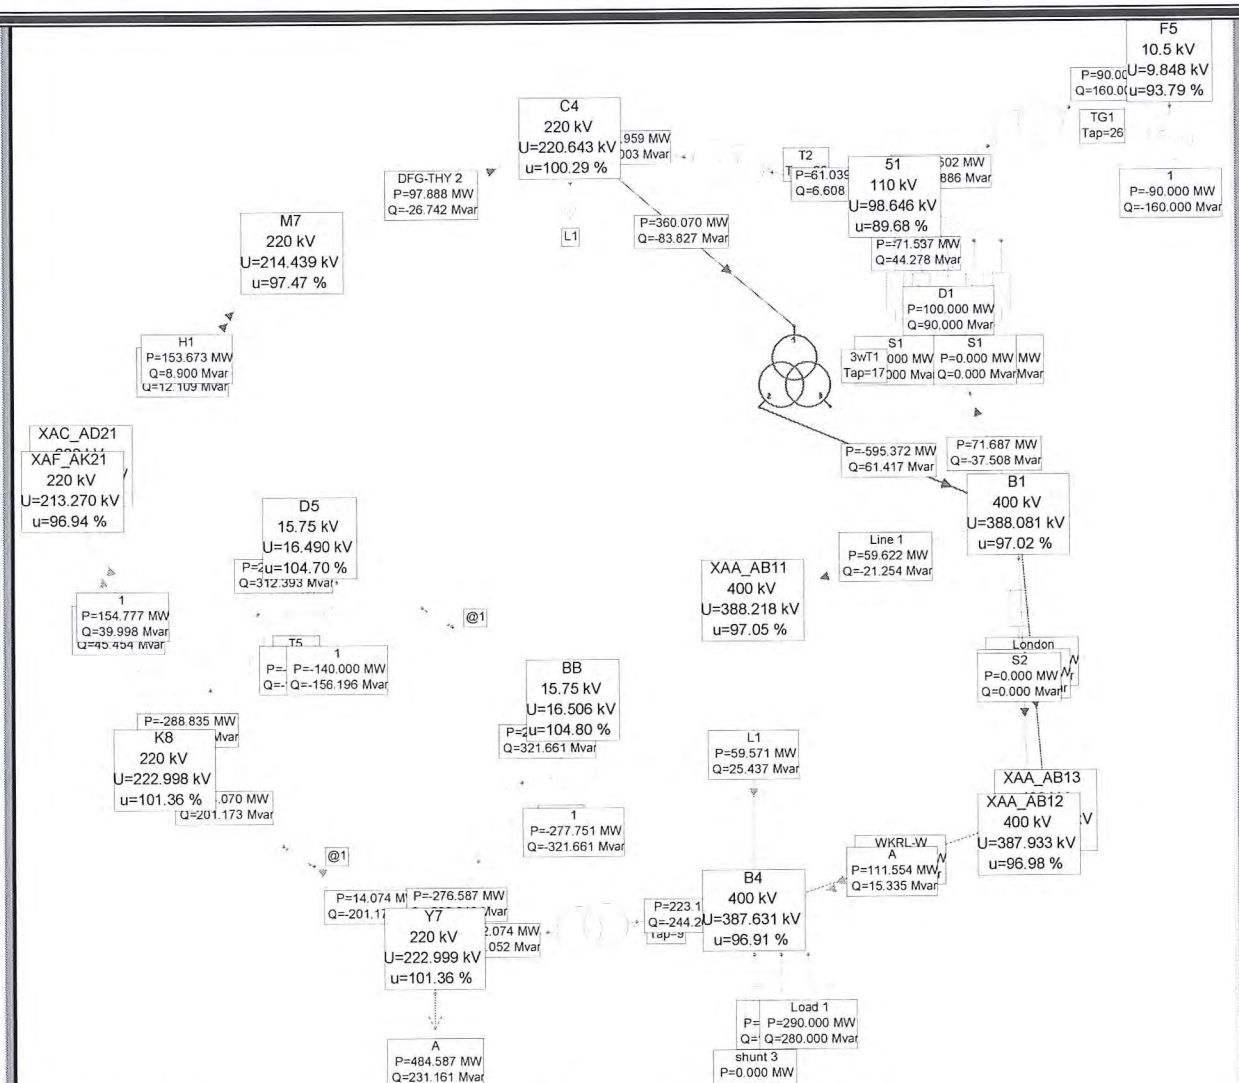 F5
10.5 kV
U=9.848 kV
u=93.79 %
P=90.00
Q=160.00
TG1
Tap=26
1
P=-90.000 MW
Q=-160.000 Mvar
C4
220 kV
U=220.643 kV
u=100.29 %
.959 MW
003 Mvar
T2
P=61.039
Q=6.608
51
110 kV
U=98.646 kV
u=89.68 %
502 MW
886 Mvar
P=-71.537 MW
Q=44.278 Mvar
DFG-THY 2
P=97.888 MW
Q=-26.742 Mvar
L1
P=360.070 MW
Q=-83.827 Mvar
M7
220 kV
U=214.439 kV
u=97.47 %
D1
P=100.000 MW
Q=90.000 Mvar
H1
P=153.673 MW
Q=8.900 Mvar
Q=12.109 Mvar
3wT1
Tap=17
S1
000 MW
000 Mvar
S1
P=0.000 MW
Q=0.000 Mvar
MW
Mvar
1
2
3
XAC_AD21
XAF_AK21
220 kV
U=213.270 kV
u=96.94 %
P=-595.372 MW
Q=61.417 Mvar
P=71.687 MW
Q=-37.508 Mvar
B1
400 kV
U=388.081 kV
u=97.02 %
D5
15.75 kV
U=16.490 kV
u=104.70 %
P=2
Q=312.393 Mvar
Line 1
P=59.622 MW
Q=-21.254 Mvar
XAA_AB11
400 kV
U=388.218 kV
u=97.05 %
1
P=154.777 MW
Q=39.998 Mvar
Q=45.454 Mvar
@1
T5
P=-
Q=-
1
P=-140.000 MW
Q=-156.196 Mvar
London
S2
P=0.000 MW
Q=0.000 Mvar
BB
15.75 kV
U=16.506 kV
u=104.80 %
P=2
Q=321.661 Mvar
P=-288.835 MW
Mvar
K8
220 kV
U=222.998 kV
u=101.36 %
.070 MW
Q=201.173 Mvar
L1
P=59.571 MW
Q=25.437 Mvar
XAA_AB13
XAA_AB12
400 kV
U=387.933 kV
u=96.98 %
1
P=-277.751 MW
Q=-321.661 Mvar
WKRL-W
A
P=111.554 MW
Q=15.335 Mvar
@1
P=14.074 M
Q=-201.17
P=-276.587 MW
Mvar
Y7
220 kV
U=222.999 kV
u=101.36 %
2.074 MW
.052 Mvar
P=223.1
Q=-244.2
Tap=9
B4
400 kV
U=387.631 kV
u=96.91 %
P=
Q=
Load 1
P=290.000 MW
Q=280.000 Mvar
shunt 3
P=0.000 MW
A
P=484.587 MW
Q=231.161 Mvar